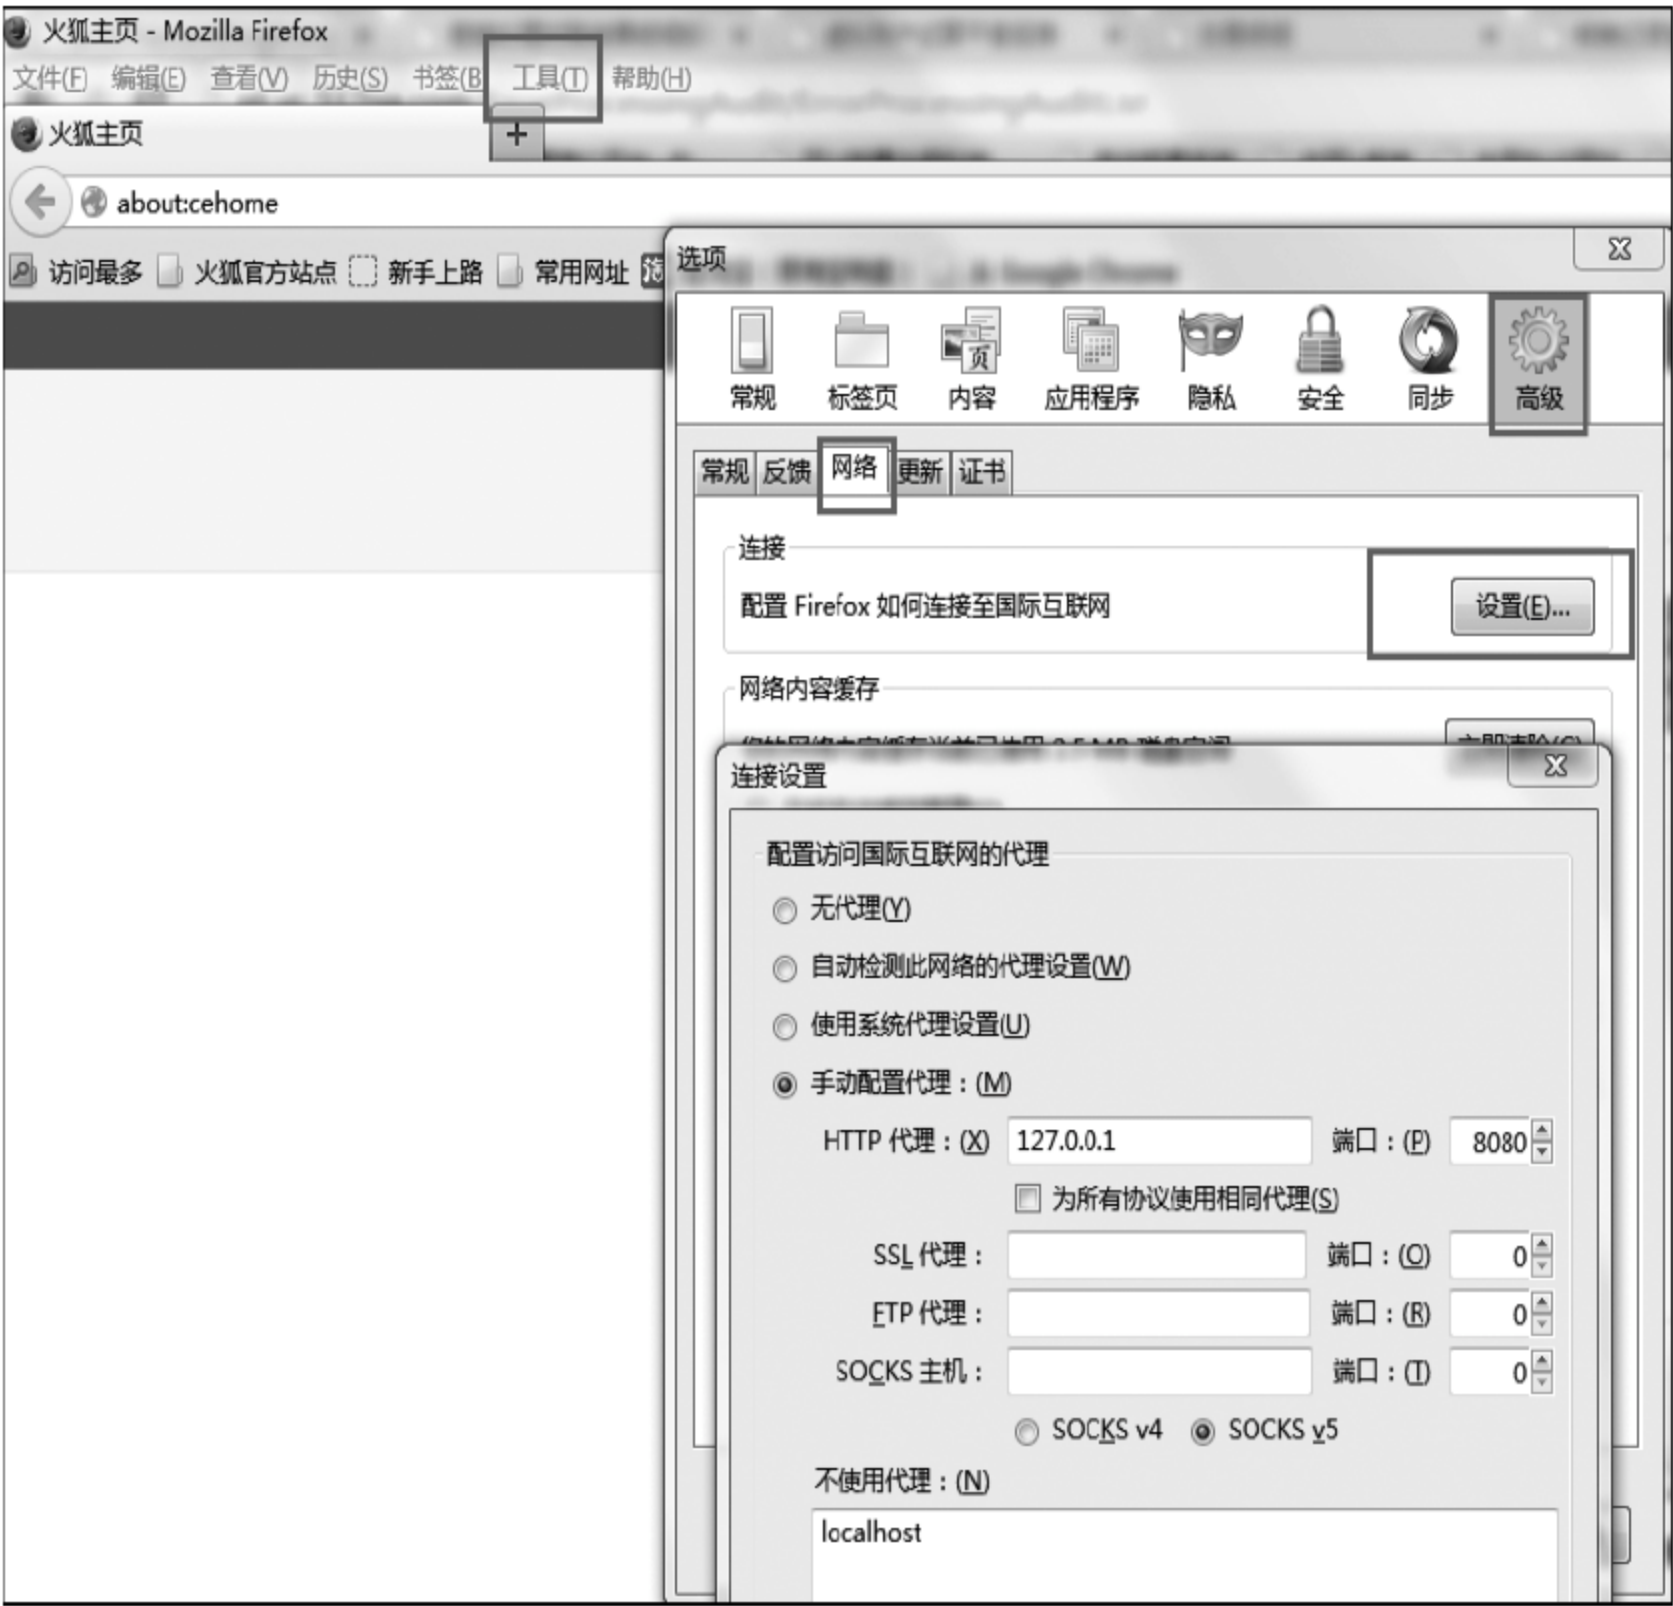 火狐主页 - Mozilla Firefox
文件(F) 编辑(E) 查看(V) 历史(S) 书签(B 工具(T) 帮助(H)
火狐主页 +
about:cehome
访问最多 火狐官方站点 新手上路 常用网址
选项 x
常规 标签页 内容 应用程序 隐私 安全 同步 高级
常规 反馈 网络 更新 证书
连接
配置 Firefox 如何连接至国际互联网 设置(E)...
网络内容缓存
连接设置 x
配置访问国际互联网的代理
无代理(Y)
自动检测此网络的代理设置(W)
使用系统代理设置(U)
手动配置代理：(M)
HTTP 代理：(X) 127.0.0.1 端口：(P) 8080
为所有协议使用相同代理(S)
SSL 代理： 端口：(O) 0
FTP 代理： 端口：(R) 0
SOCKS 主机： 端口：(T) 0
SOCKS v4 SOCKS v5
不使用代理：(N)
localhost